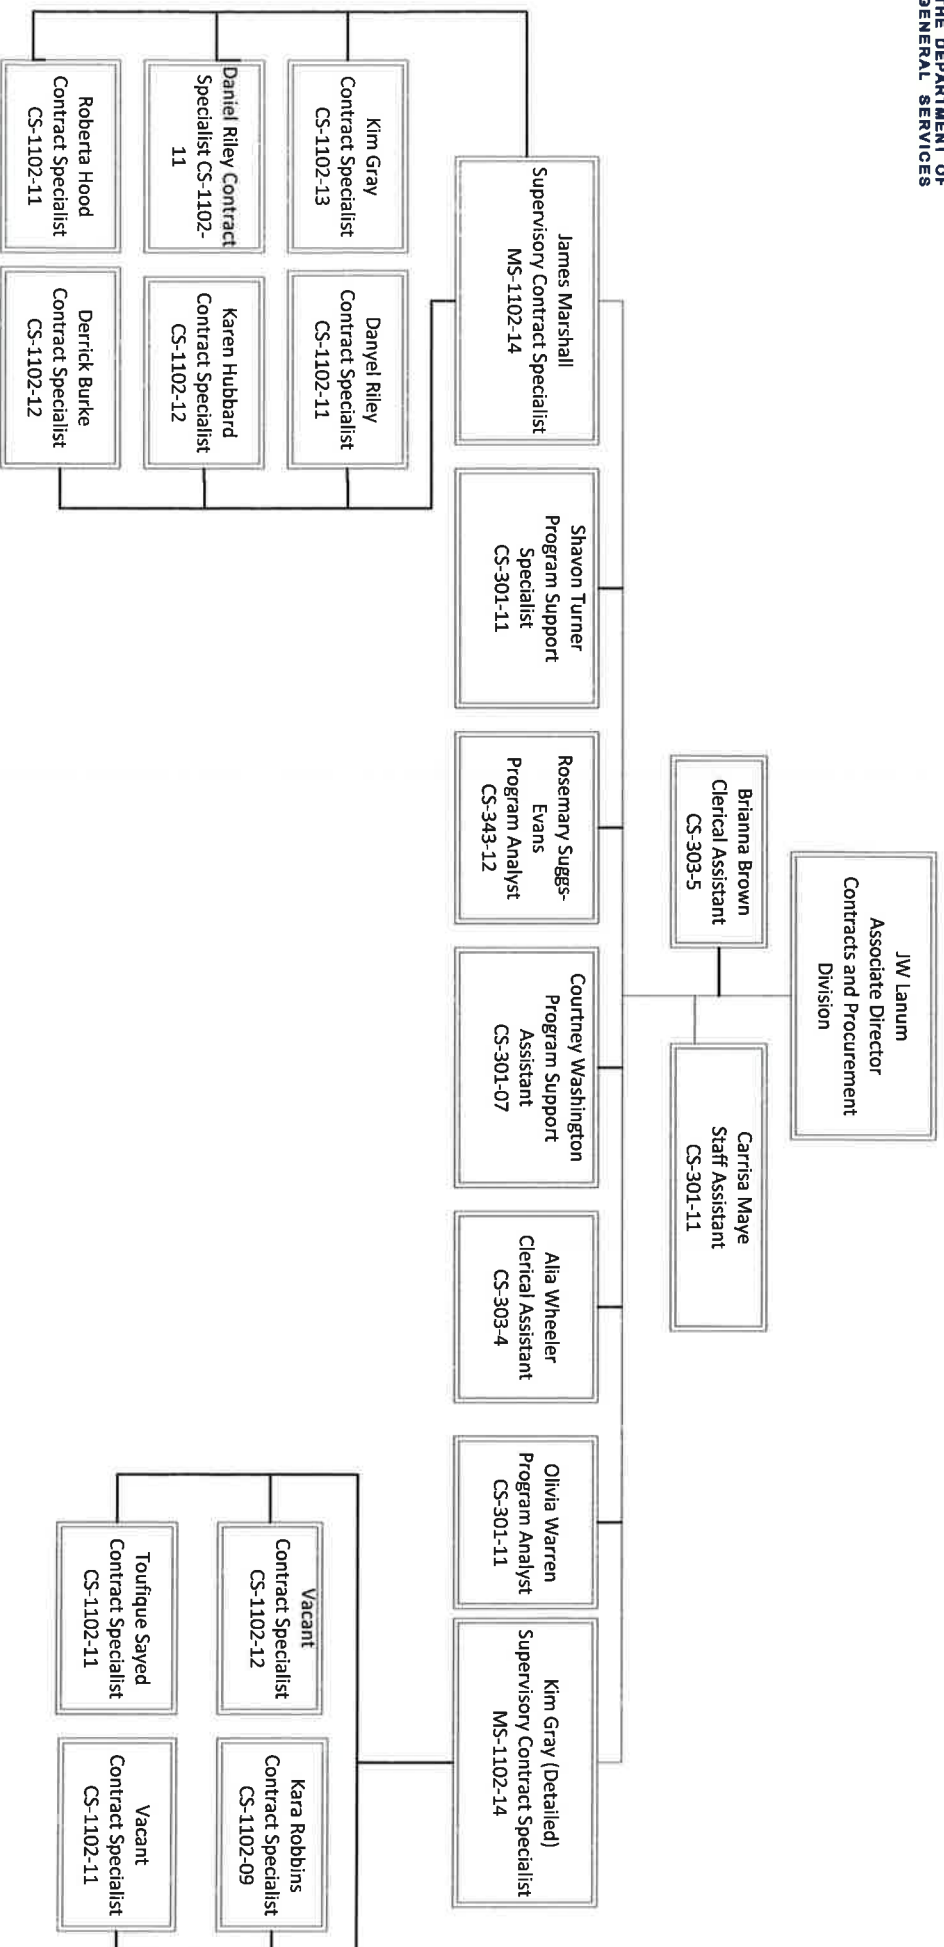 THE DEPARTMENT OF
GENERAL SERVICES
JW Lanum
Associate Director
Contracts and Procurement
Division
Brianna Brown
Clerical Assistant
CS-303-5
Carrisa Maye
Staff Assistant
CS-301-11
James Marshall
Supervisory Contract Specialist
MS-1102-14
Shavon Turner
Program Support
Specialist
CS-301-11
Rosemary Suggs-
Evans
Program Analyst
CS-343-12
Courtney Washington
Program Support
Assistant
CS-301-07
Alia Wheeler
Clerical Assistant
CS-303-4
Olivia Warren
Program Analyst
CS-301-11
Kim Gray (Detailed)
Supervisory Contract Specialist
MS-1102-14
Kim Gray
Contract Specialist
CS-1102-13
Danyel Riley
Contract Specialist
CS-1102-11
Daniel Riley Contract
Specialist CS-1102-
11
Karen Hubbard
Contract Specialist
CS-1102-12
Roberta Hood
Contract Specialist
CS-1102-11
Derrick Burke
Contract Specialist
CS-1102-12
Vacant
Contract Specialist
CS-1102-12
Kara Robbins
Contract Specialist
CS-1102-09
Toufique Sayed
Contract Specialist
CS-1102-11
Vacant
Contract Specialist
CS-1102-11